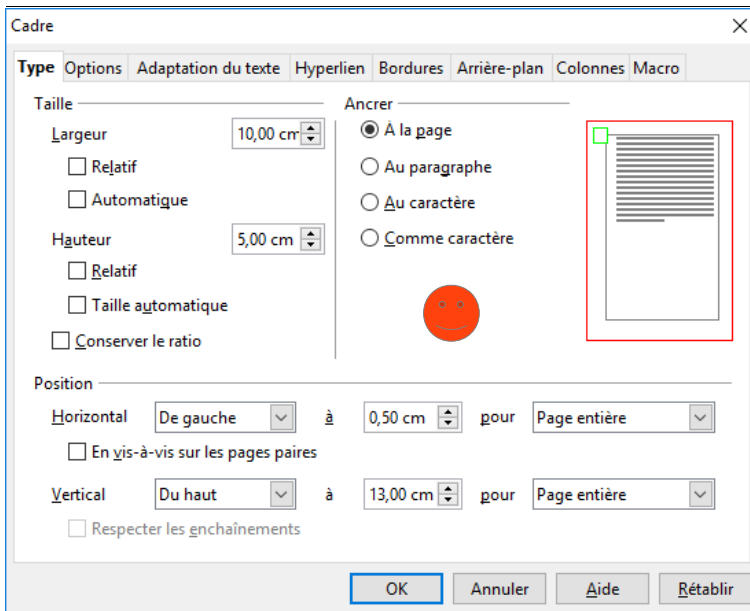 Cadre
Type Options Adaptation du texte Hyperlien Bordures Arrière-plan Colonnes Macro
Taille
Largeur 10,00 cm
Relatif
Automatique
Hauteur 5,00 cm
Relatif
Taille automatique
Conserver le ratio
Ancrer
À la page
Au paragraphe
Au caractère
Comme caractère
Position
Horizontal De gauche à 0,50 cm pour Page entière
En vis-à-vis sur les pages paires
Vertical Du haut à 13,00 cm pour Page entière
Respecter les enchaînements
OK Annuler Aide Rétablir